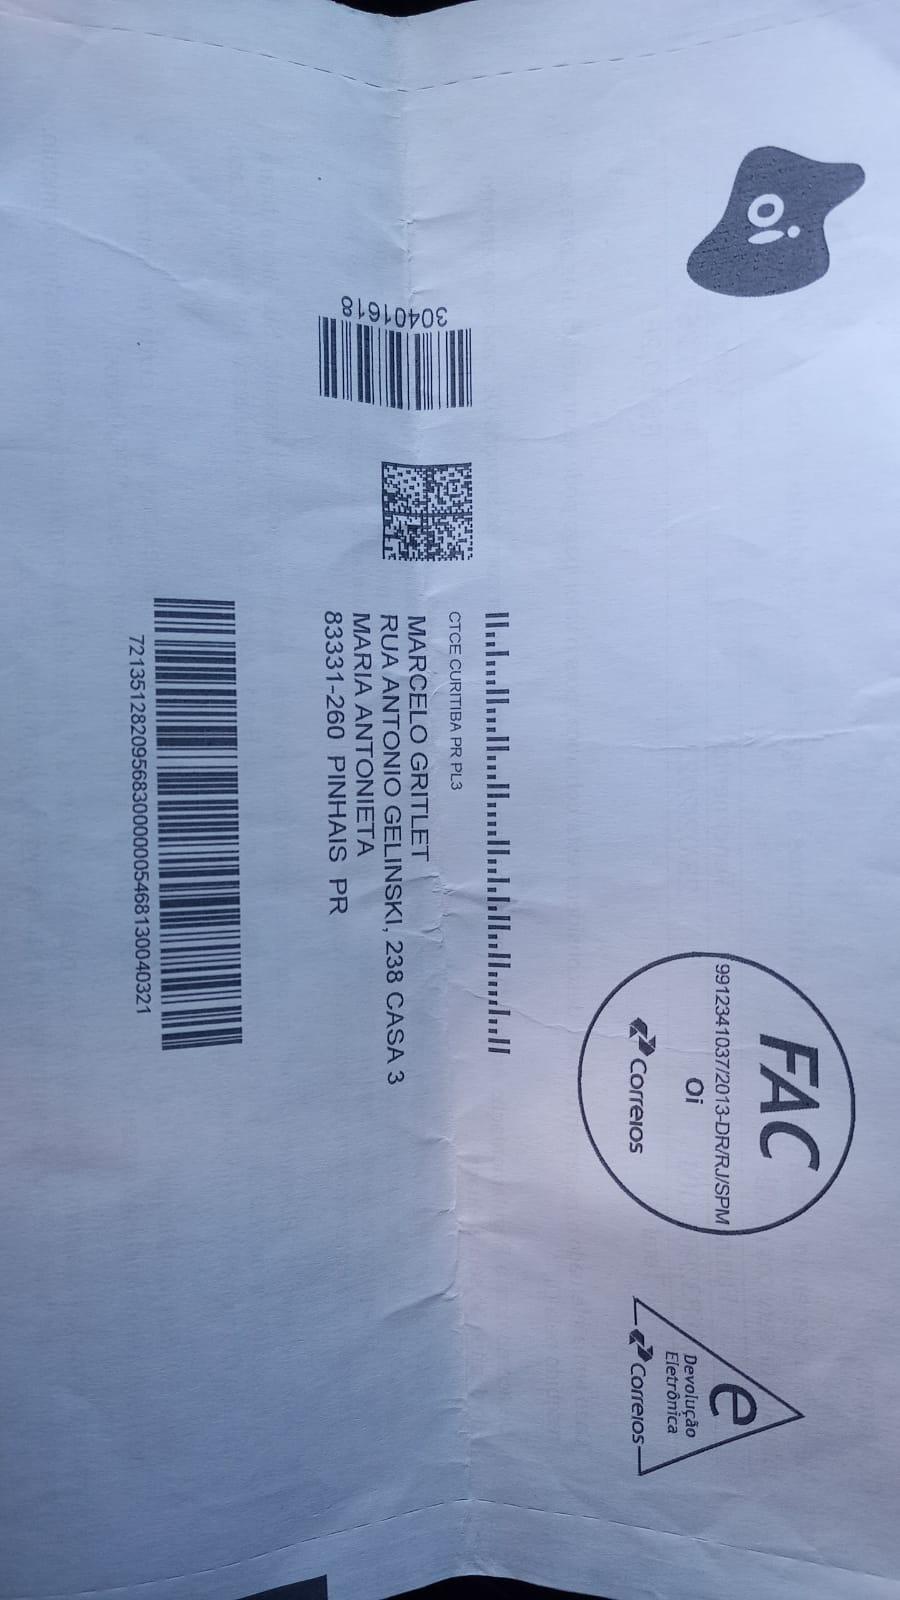 oi
FAC
9912341037/2013-DR/RJ/SPM
Oi
Correios
e
Devolução
Eletrônica
Correios
30401618
CTCE CURITIBA PR PL3
MARCELO GRITLET
RUA ANTONIO GELINSKI, 238 CASA 3
MARIA ANTONIETA
83331-260 PINHAIS PR
7213512820956830000005468130040321